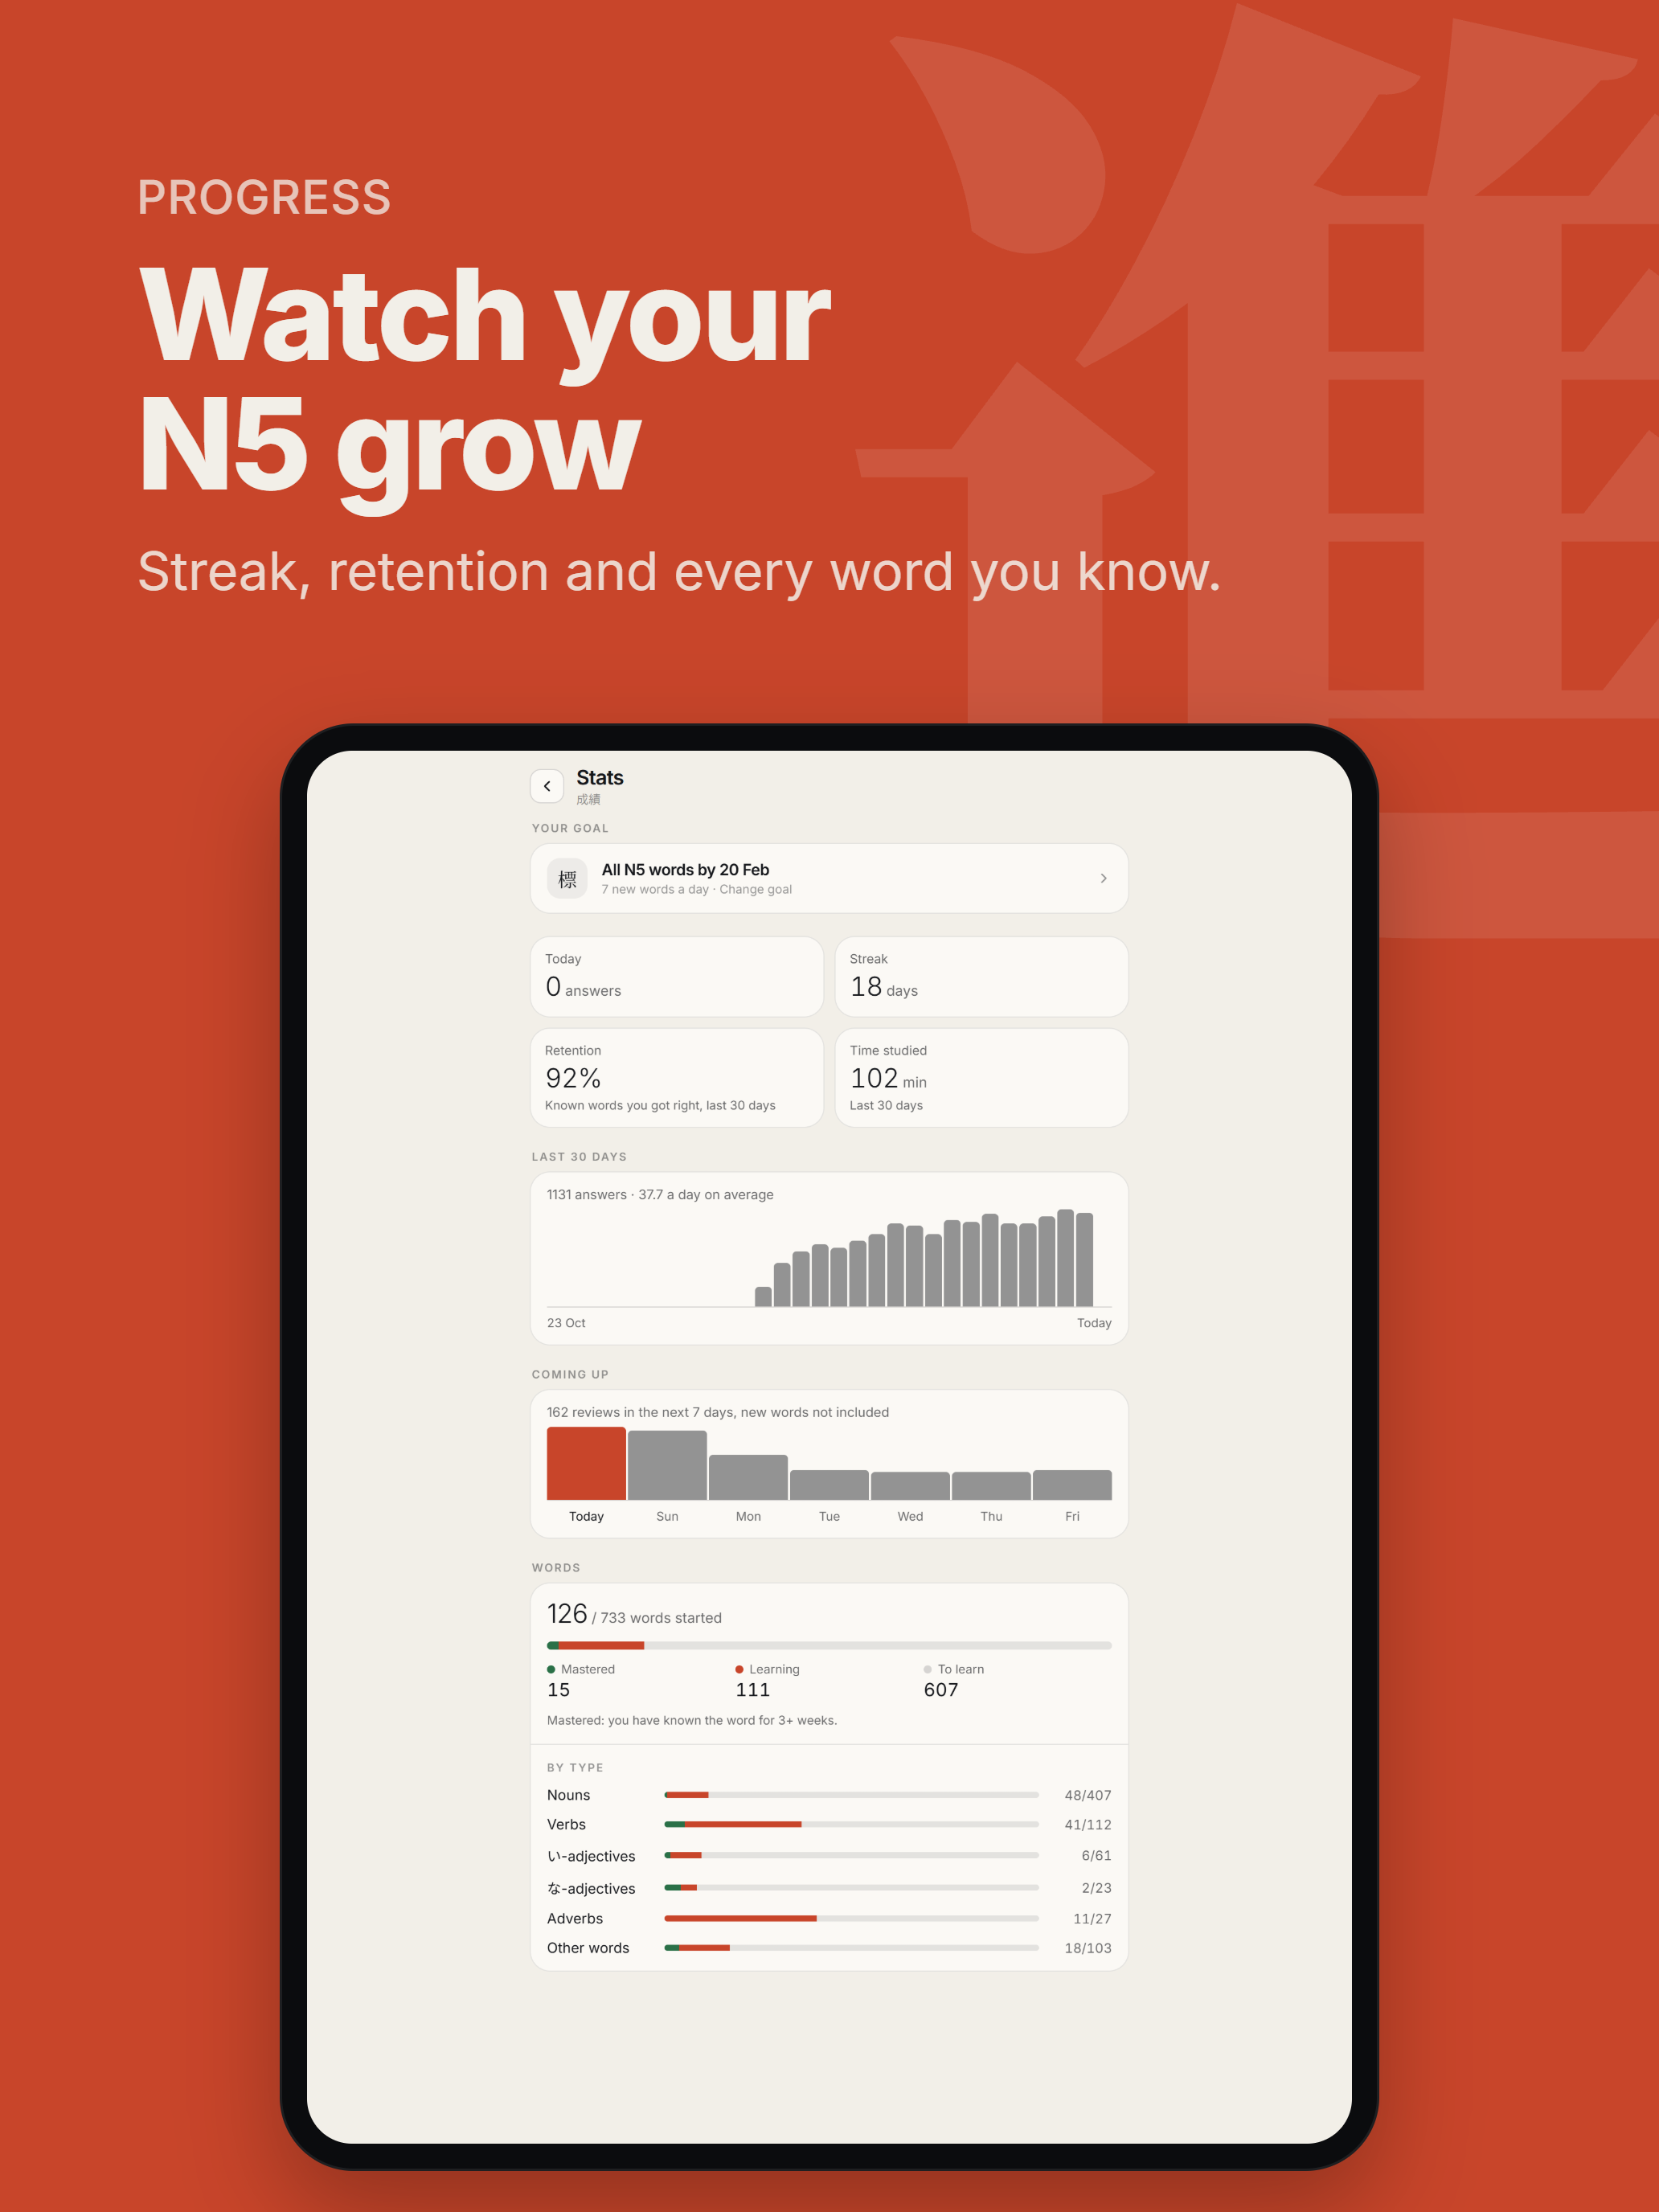 PROGRESS
Watch your
N5 grow
Streak, retention and every word you know.
Stats
成績
YOUR GOAL
標
All N5 words by 20 Feb
7 new words a day · Change goal
Today
0 answers
Streak
18 days
Retention
92%
Known words you got right, last 30 days
Time studied
102 min
Last 30 days
LAST 30 DAYS
1131 answers · 37.7 a day on average
23 Oct
Today
COMING UP
162 reviews in the next 7 days, new words not included
Today Sun Mon Tue Wed Thu Fri
WORDS
126 / 733 words started
Mastered Learning To learn
15 111 607
Mastered: you have known the word for 3+ weeks.
BY TYPE
Nouns 48/407
Verbs 41/112
い-adjectives 6/61
な-adjectives 2/23
Adverbs 11/27
Other words 18/103